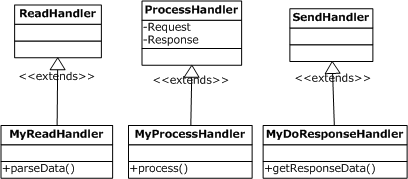 ReadHandler
ProcessHandler
-Request
-Response
SendHandler
<<extends>>
<<extends>>
<<extends>>
MyReadHandler
+parseData()
MyProcessHandler
+process()
MyDoResponseHandler
+getResponseData()